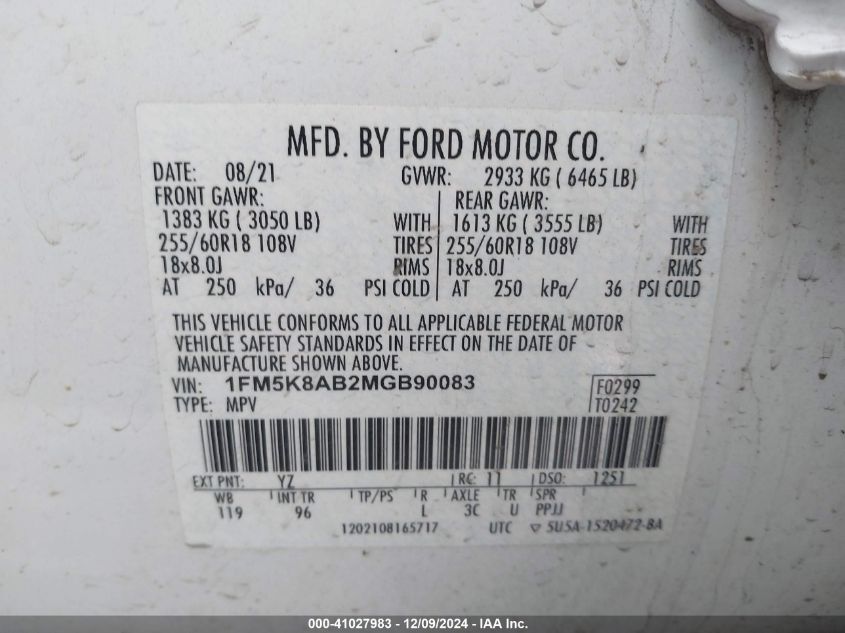 MFD. BY FORD MOTOR CO.
DATE: 08/21 GVWR: 2933 KG ( 6465 LB)
FRONT GAWR: REAR GAWR:
1383 KG ( 3050 LB) WITH 1613 KG ( 3555 LB) WITH
255/60R18 108V TIRES 255/60R18 108V TIRES
18x8.0J RIMS 18x8.0J RIMS
AT 250 kPa/ 36 PSI COLD AT 250 kPa/ 36 PSI COLD
THIS VEHICLE CONFORMS TO ALL APPLICABLE FEDERAL MOTOR
VEHICLE SAFETY STANDARDS IN EFFECT ON THE DATE OF
MANUFACTURE SHOWN ABOVE.
VIN: 1FM5K8AB2MGB90083 F0299
TYPE: MPV T0242
EXT PNT: YZ RC: 11 DSO: 1251
WB INT TR TP/PS R AXLE TR SPR
119 96 L 3C U PPJJ
1202108165717 UTC 5U5A-1520472-BA
000-41027983 - 12/09/2024 - IAA Inc.